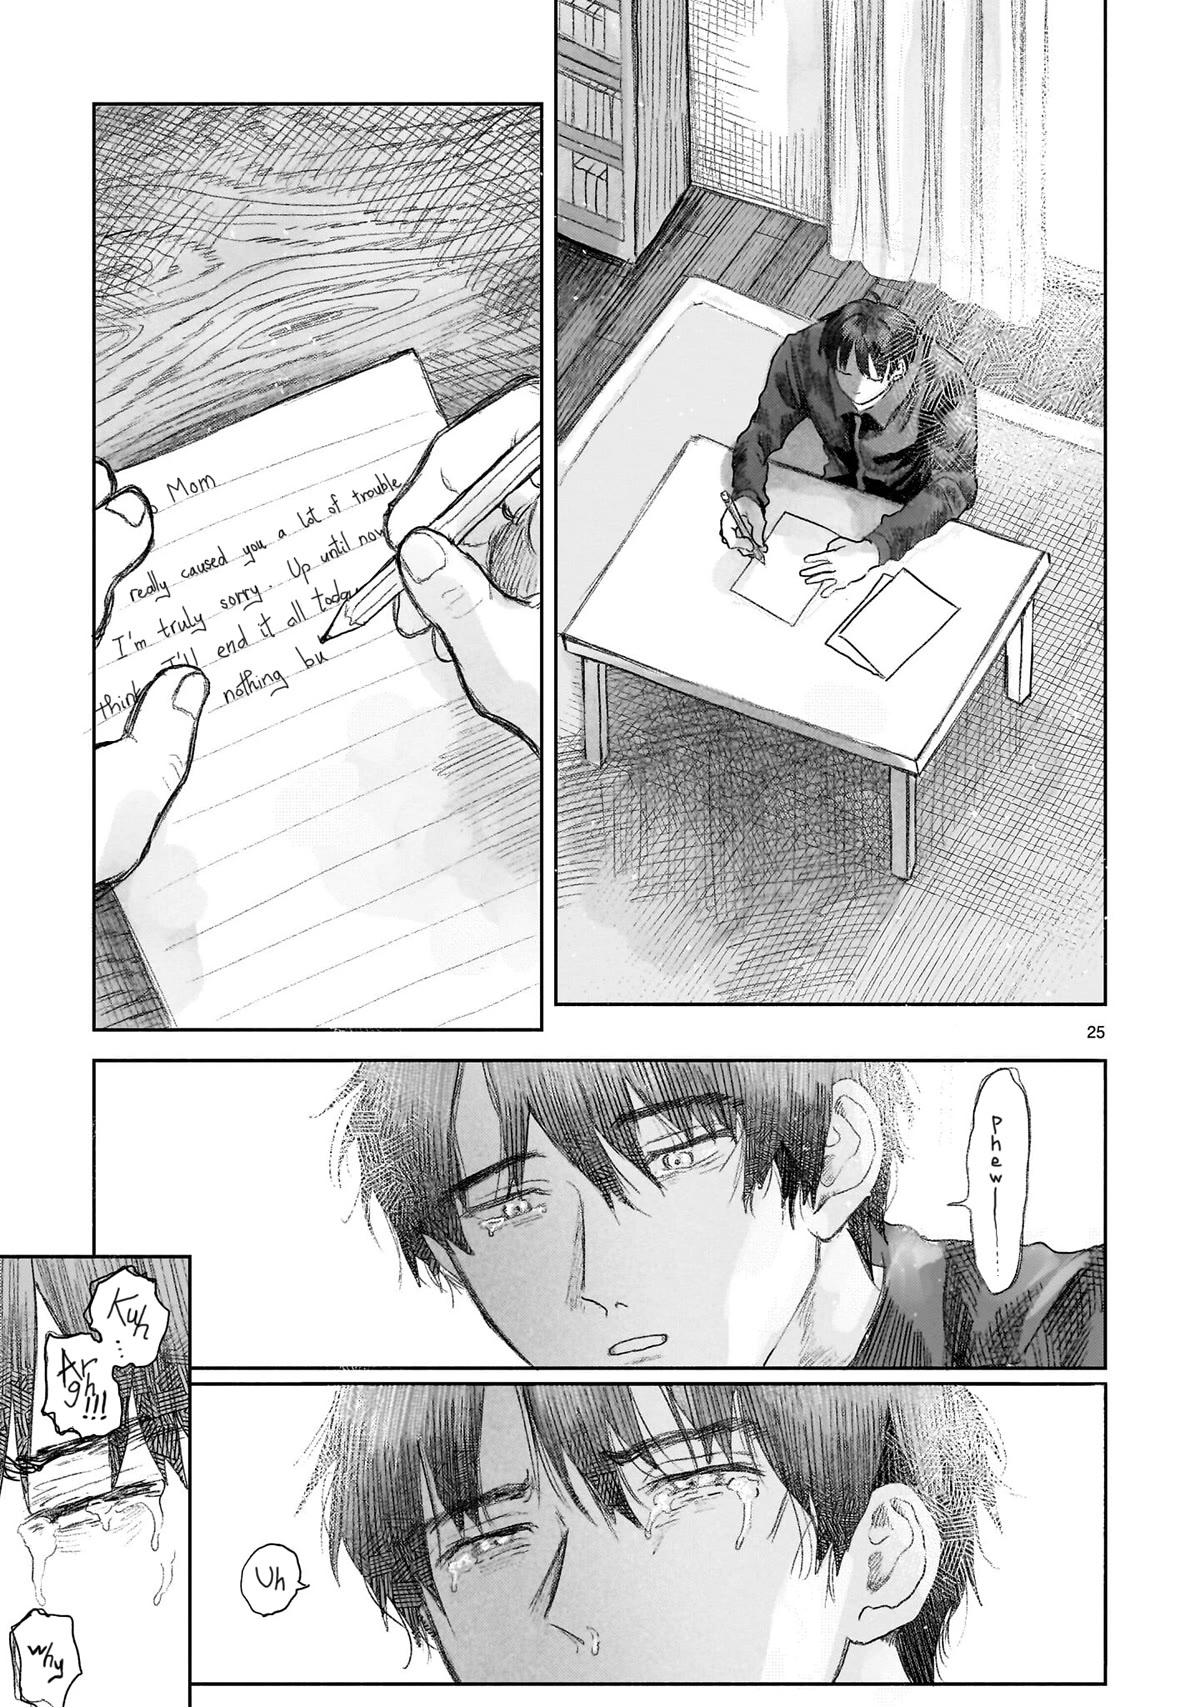 Mom
really caused you a lot of trouble
I'm truly sorry. Up until now
I'll end it all today
think nothing bu
25
Phew—......
Uh
Kuh
...
Argh!!!
Why